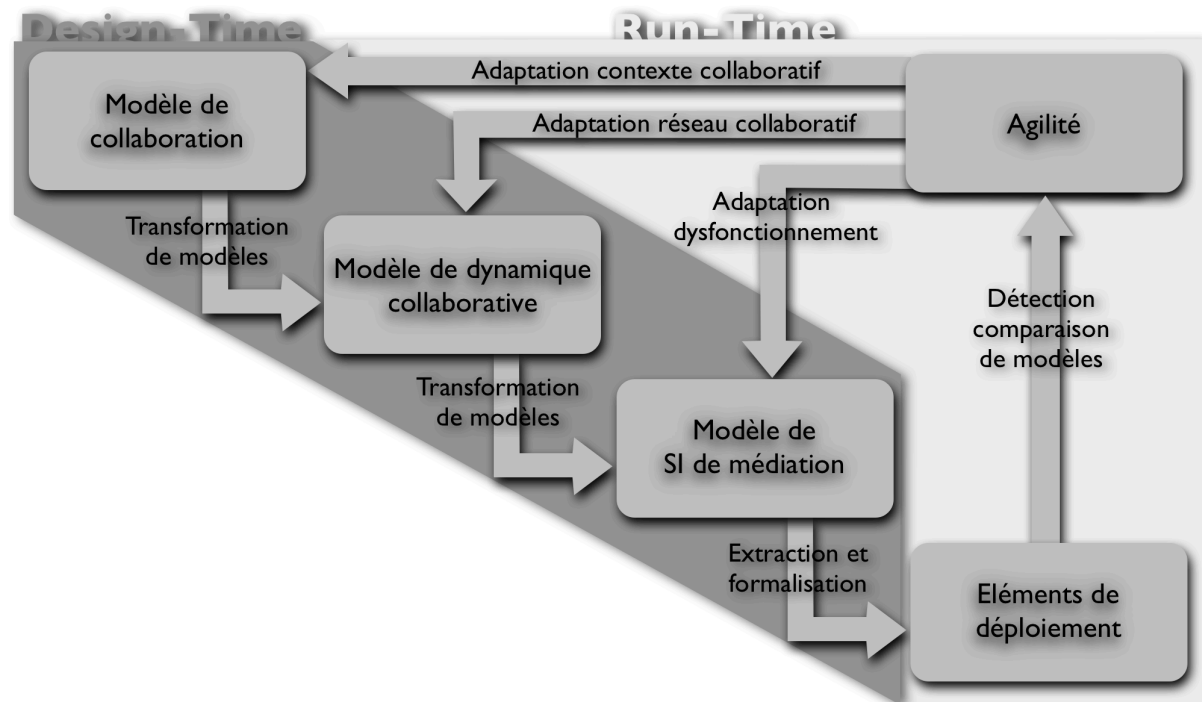 Design-Time
Run-Time
Modèle de
collaboration
Adaptation contexte collaboratif
Adaptation réseau collaboratif
Agilité
Transformation
de modèles
Adaptation
dysfonctionnement
Modèle de dynamique
collaborative
Détection
comparaison
de modèles
Transformation
de modèles
Modèle de
SI de médiation
Extraction et
formalisation
Eléments de
déploiement